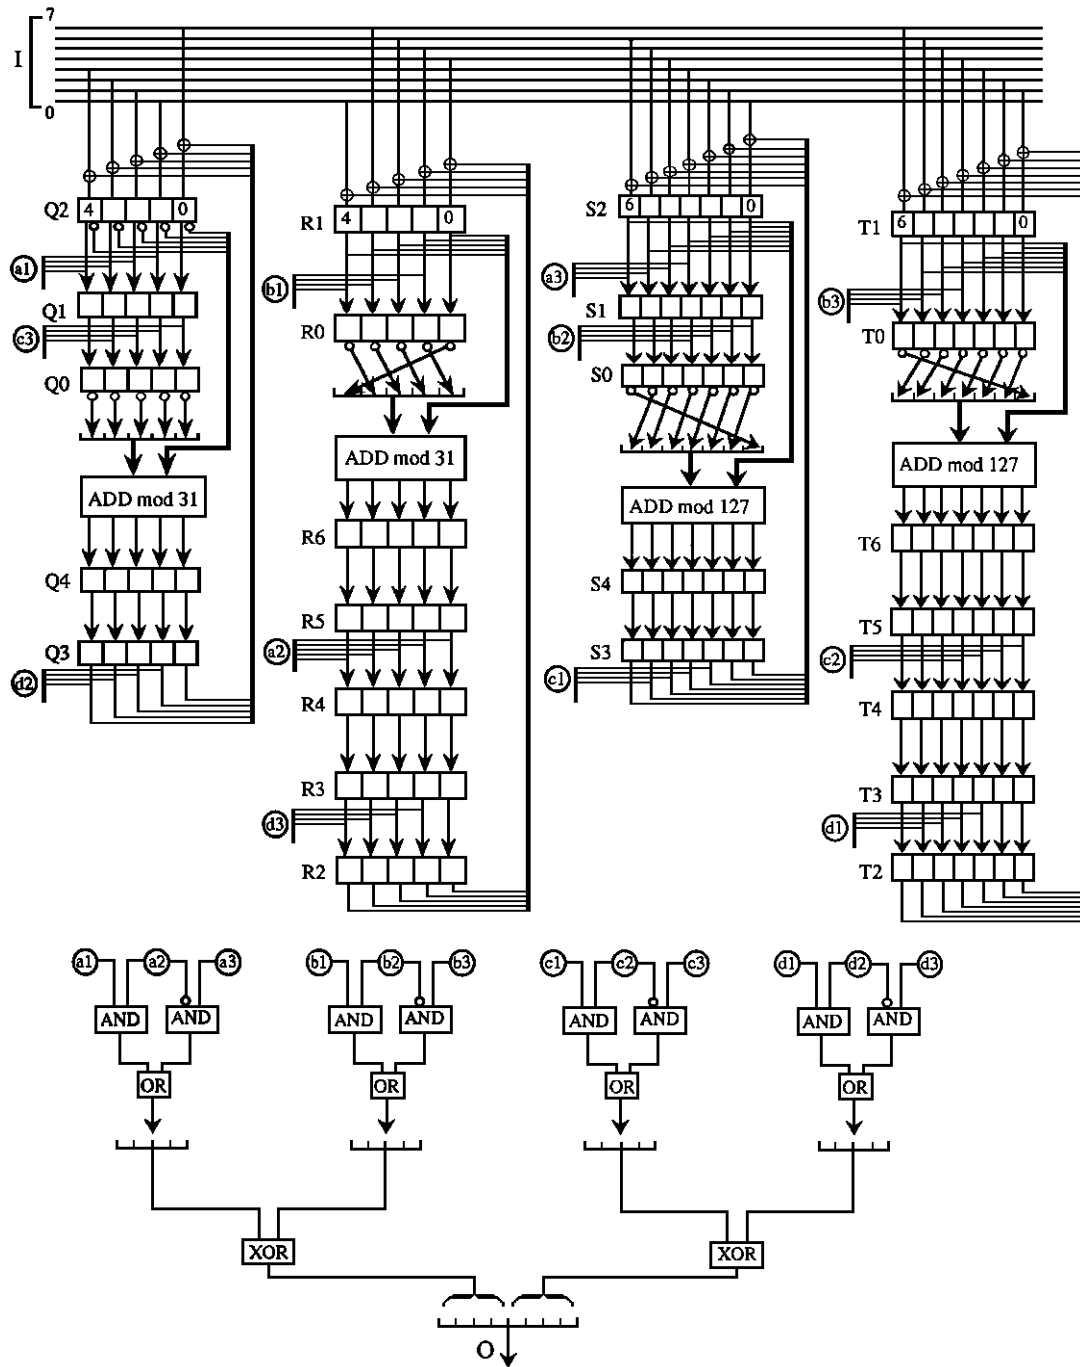 7
I
0
Q2 4 0
R1 4 0
S2 6 0
T1 6 0
a1
b1
a3
b3
Q1
R0
S1
T0
c3
b2
Q0
S0
ADD mod 31
ADD mod 31
ADD mod 127
ADD mod 127
Q4
R6
S4
T6
Q3
R5
S3
T5
d2
a2
c1
c2
R4
T4
R3
T3
d3
d1
R2
T2
a1 a2 a3 b1 b2 b3 c1 c2 c3 d1 d2 d3
AND AND AND AND AND AND AND AND
OR OR OR OR
XOR XOR
O